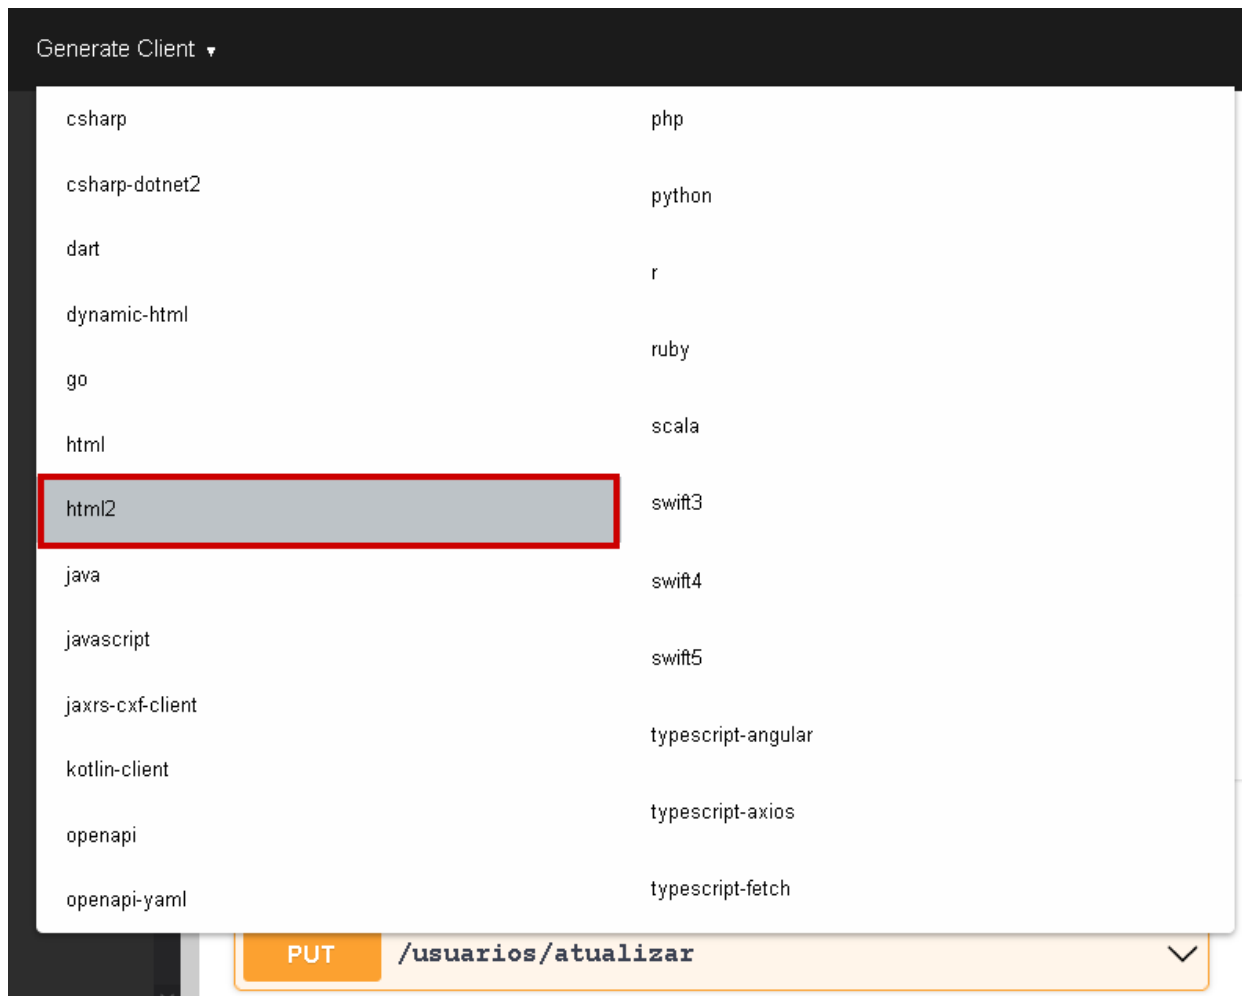 Generate Client ▾
csharp
csharp-dotnet2
dart
dynamic-html
go
html
html2
java
javascript
jaxrs-cxf-client
kotlin-client
openapi
openapi-yaml
php
python
r
ruby
scala
swift3
swift4
swift5
typescript-angular
typescript-axios
typescript-fetch
PUT /usuarios/atualizar